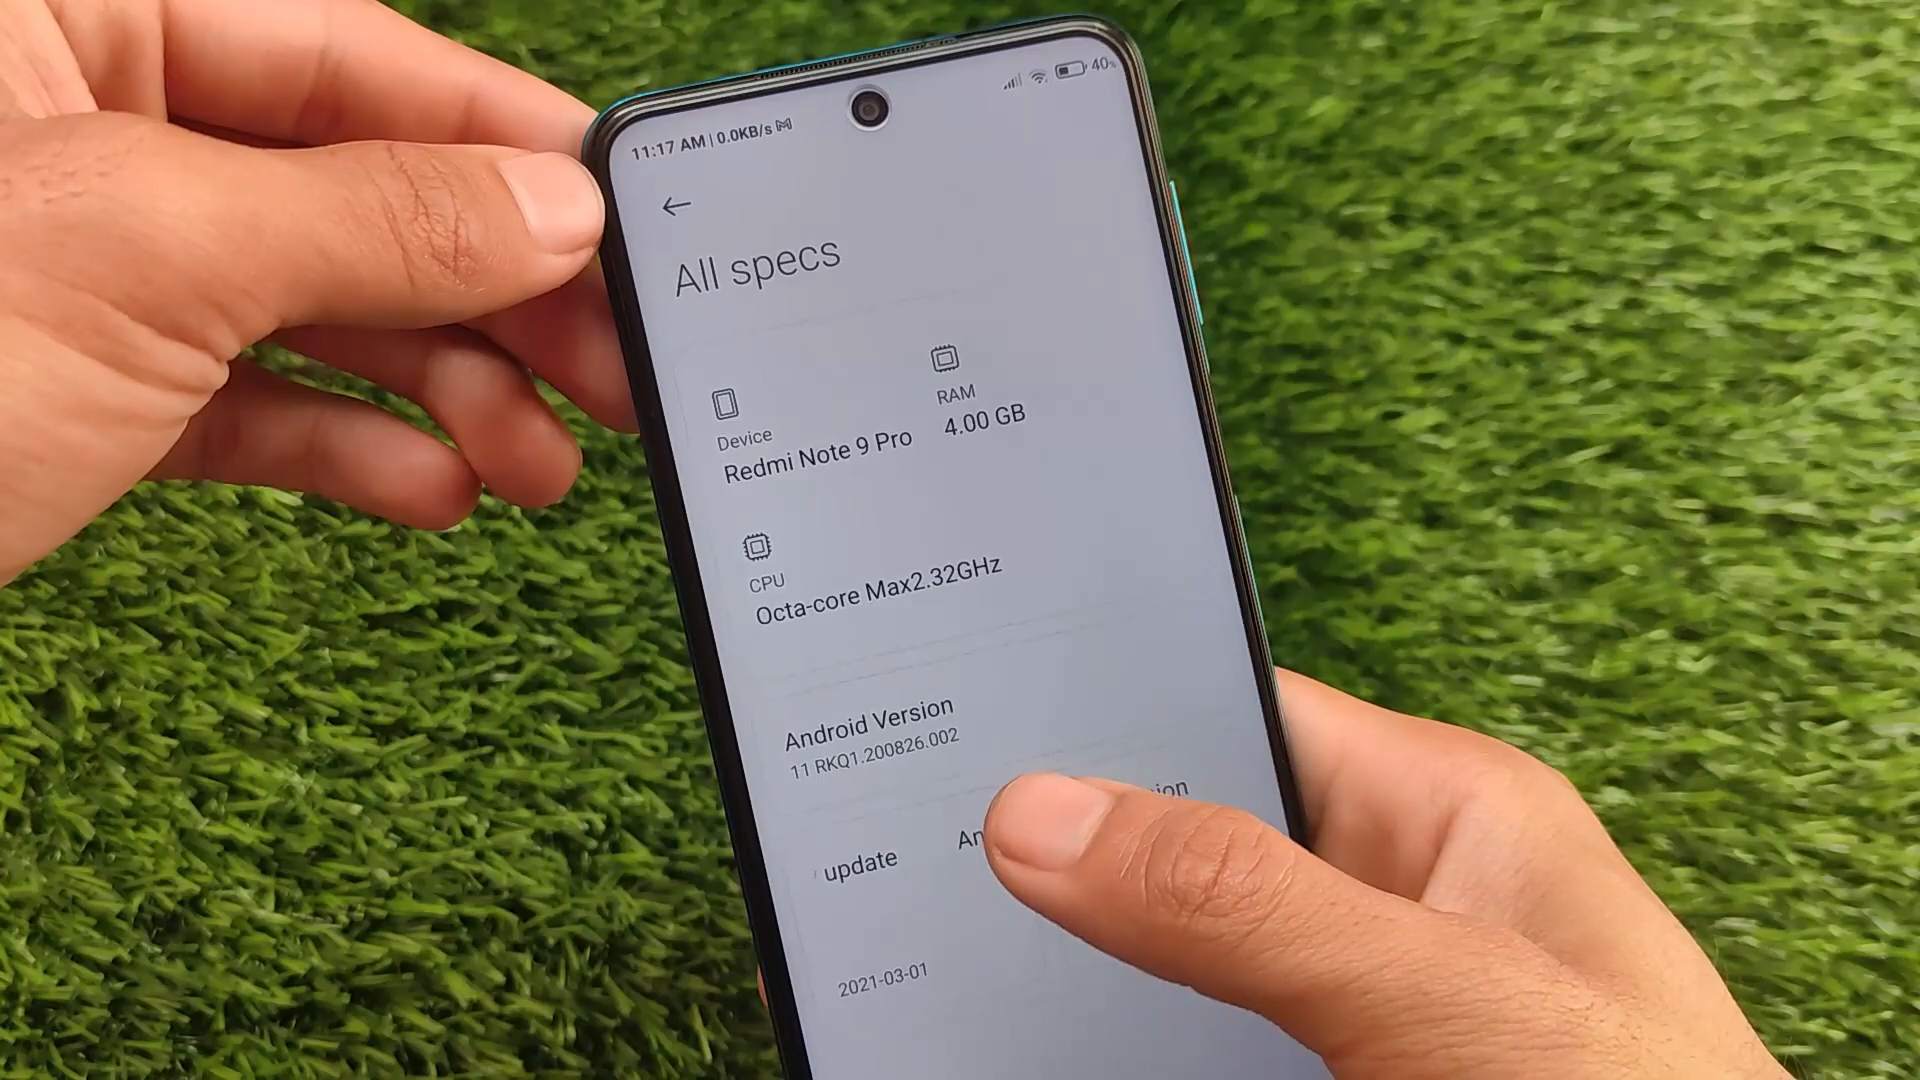 11:17 AM | 0.0KB/s
40%
All specs
Device
Redmi Note 9 Pro
RAM
4.00 GB
CPU
Octa-core Max2.32GHz
Android Version
11 RKQ1.200826.002
update
2021-03-01